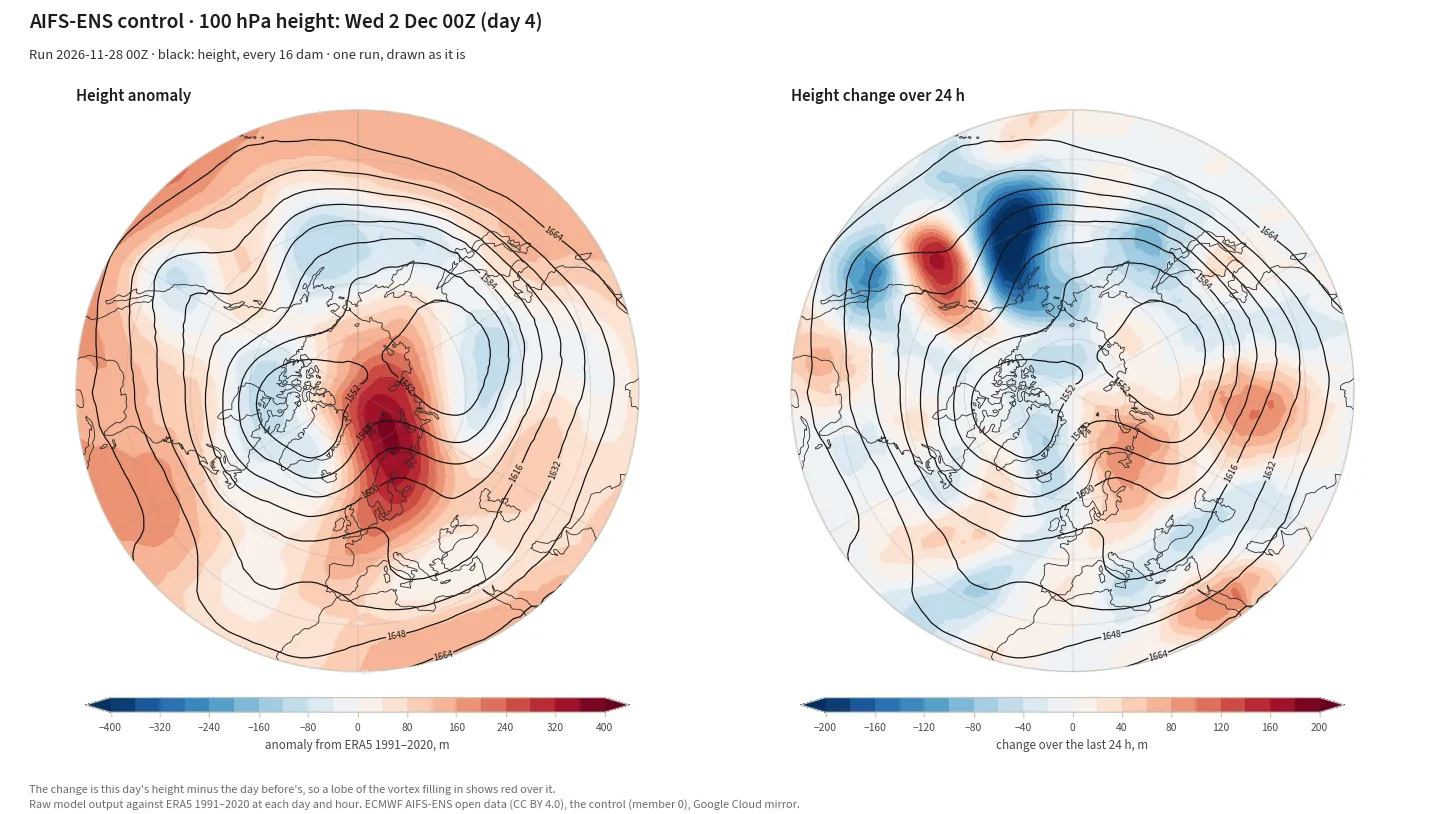 AIFS-ENS control · 100 hPa height: Wed 2 Dec 00Z (day 4)
Run 2026-11-28 00Z · black: height, every 16 dam · one run, drawn as it is
Height anomaly
Height change over 24 h
1664
1584
1552
1552
1568
1600
1616
1632
1648
1664
1664
1584
1552
1552
1568
1600
1616
1632
1648
1664
−400 −320 −240 −160 −80 0 80 160 240 320 400
anomaly from ERA5 1991–2020, m
−200 −160 −120 −80 −40 0 40 80 120 160 200
change over the last 24 h, m
The change is this day's height minus the day before's, so a lobe of the vortex filling in shows red over it.
Raw model output against ERA5 1991–2020 at each day and hour. ECMWF AIFS-ENS open data (CC BY 4.0), the control (member 0), Google Cloud mirror.